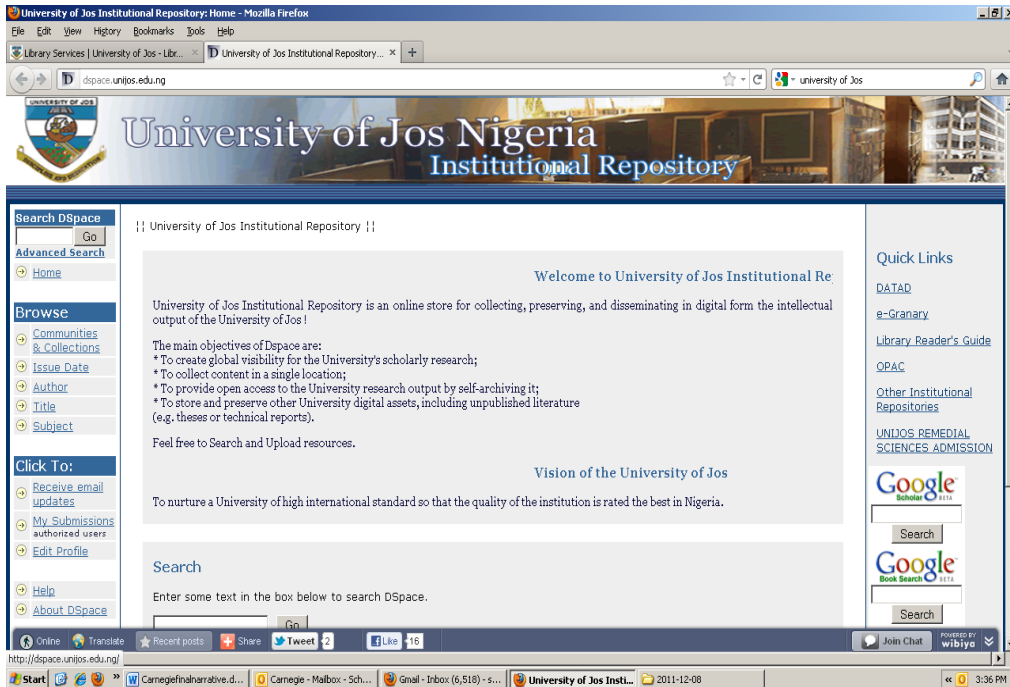 University of Jos Institutional Repository: Home - Mozilla Firefox
File Edit View History Bookmarks Tools Help
Library Services | University of Jos - Libr... × University of Jos Institutional Repository... × +
dspace.unijos.edu.ng university of Jos
UNIVERSITY OF JOS
University of Jos Nigeria
Institutional Repository
Search DSpace
Go
Advanced Search
Home
Browse
Communities
& Collections
Issue Date
Author
Title
Subject
Click To:
Receive email
updates
My Submissions
authorized users
Edit Profile
Help
About DSpace
¦¦ University of Jos Institutional Repository ¦¦
Welcome to University of Jos Institutional Re
University of Jos Institutional Repository is an online store for collecting, preserving, and disseminating in digital form the intellectual
output of the University of Jos !
The main objectives of Dspace are:
* To create global visibility for the University's scholarly research;
* To collect content in a single location;
* To provide open access to the University research output by self-archiving it;
* To store and preserve other University digital assets, including unpublished literature
(e.g. theses or technical reports).
Feel free to Search and Upload resources.
Vision of the University of Jos
To nurture a University of high international standard so that the quality of the institution is rated the best in Nigeria.
Search
Enter some text in the box below to search DSpace.
Go
Quick Links
DATAD
e-Granary
Library Reader's Guide
OPAC
Other Institutional
Repositories
UNIJOS REMEDIAL
SCIENCES ADMISSION
Google
Scholar BETA
Search
Google
Book Search BETA
Search
Online Translate Recent posts Share Tweet 2 Like 16 Join Chat POWERED BY
wibiya
http://dspace.unijos.edu.ng/
Start » Carnegiefinalnarrative.d... Carnegie - Mailbox - Sch... Gmail - Inbox (6,518) - s... University of Jos Insti... 2011-12-08 « 3:36 PM